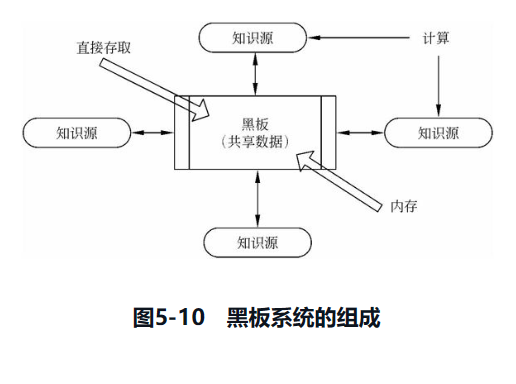 知识源
计算
直接存取
黑板
（共享数据）
知识源
知识源
内存
知识源
图5-10 黑板系统的组成